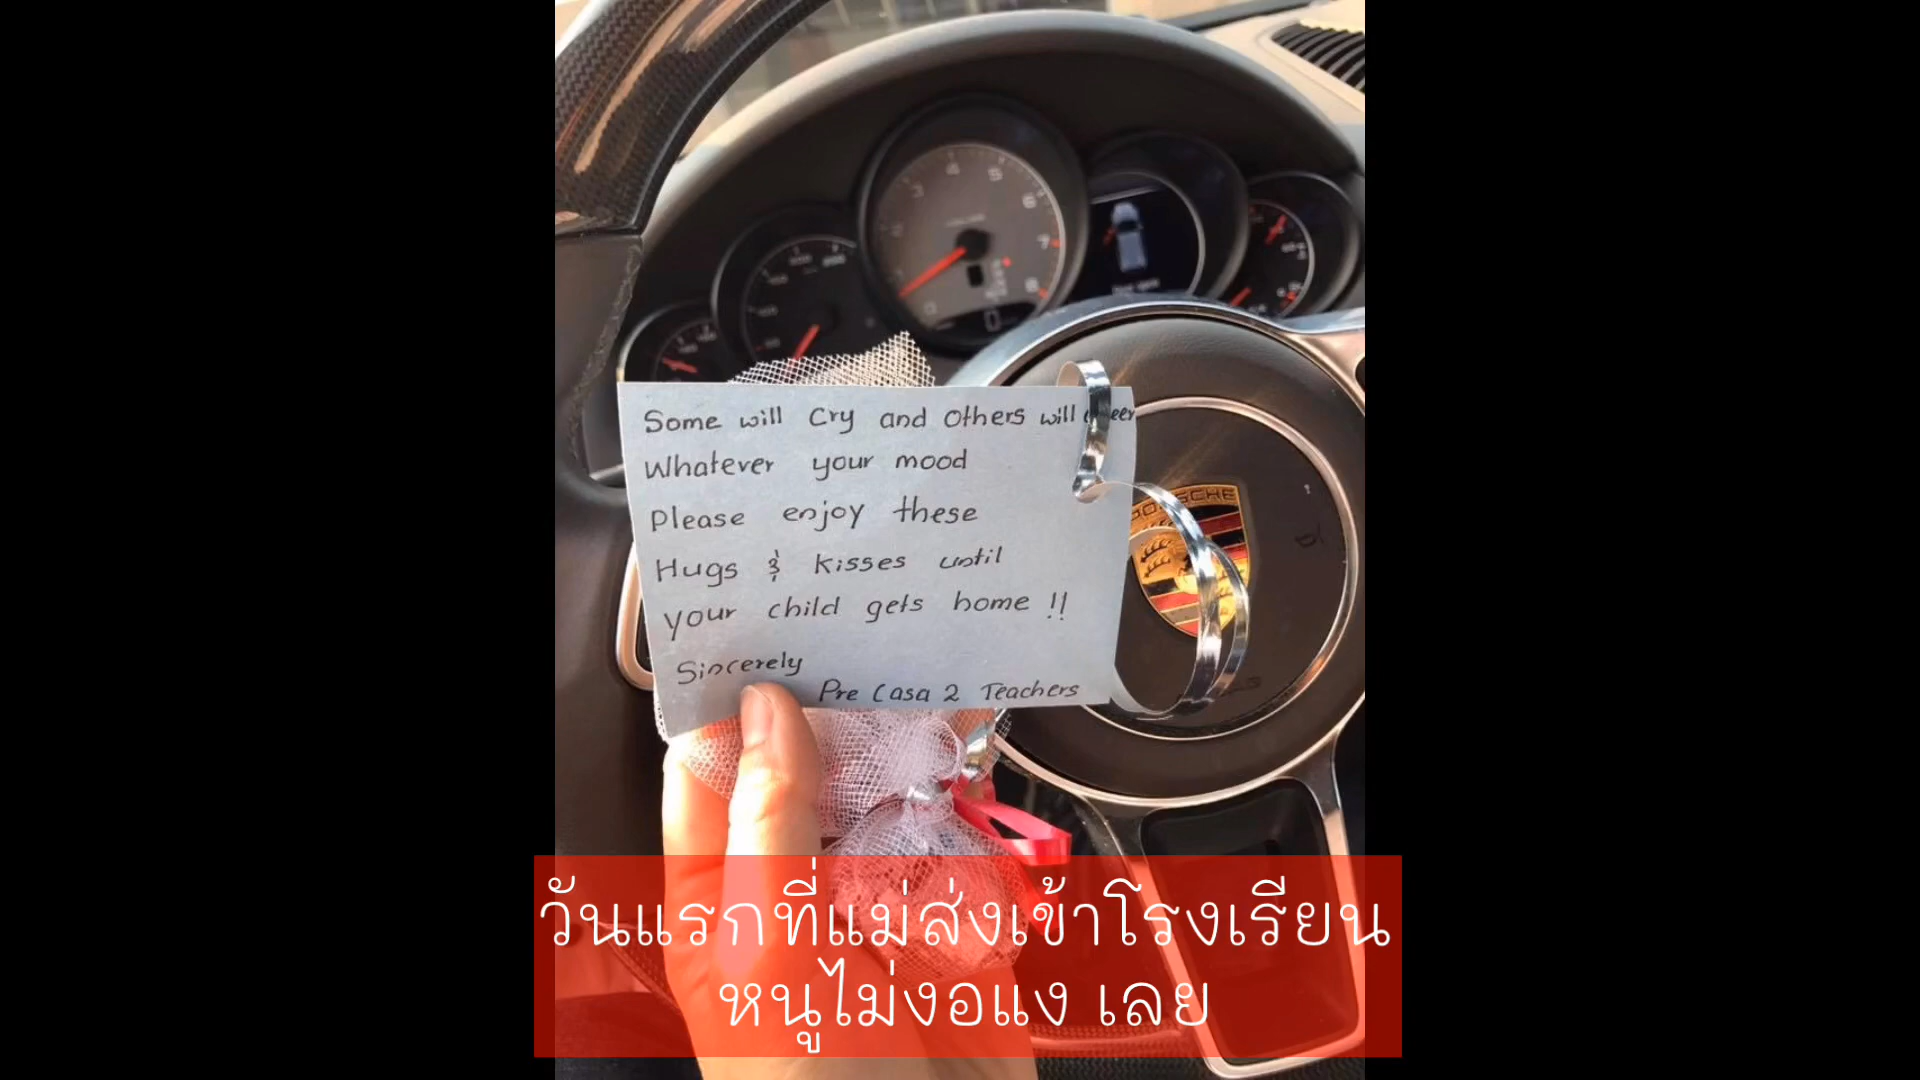 Some will Cry and Others will
Whatever your mood
Please enjoy these
Hugs & kisses until
your child gets home !!
Sincerely
Pre Casa 2 Teachers
PORSCHE
วันแรกที่แม่ส่งเข้าโรงเรียน
หนูไม่งอแง เลย